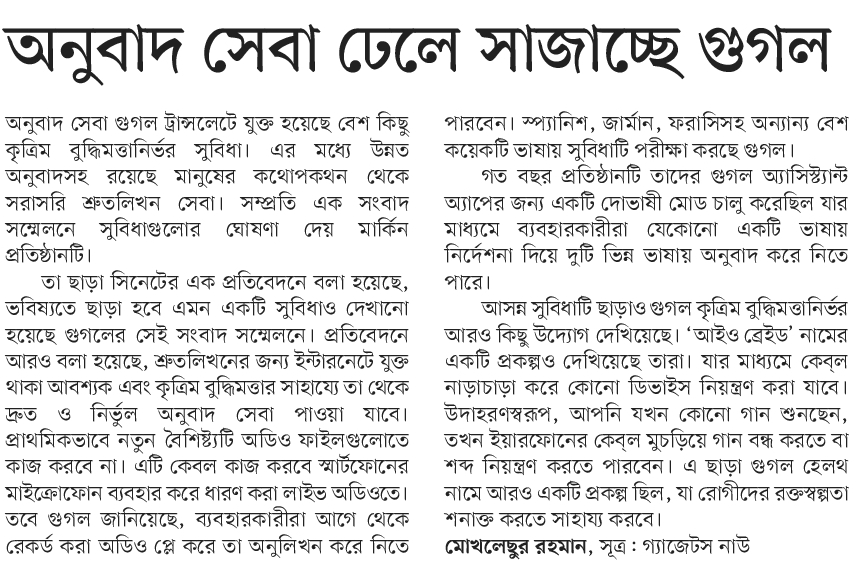 অনুবাদ সেবা ঢেলে সাজাচ্ছে গুগল
অনুবাদ সেবা গুগল ট্রান্সলেটে যুক্ত হয়েছে বেশ কিছু
কৃত্রিম বুদ্ধিমত্তানির্ভর সুবিধা। এর মধ্যে উন্নত
অনুবাদসহ রয়েছে মানুষের কথোপকথন থেকে
সরাসরি শ্রুতলিখন সেবা। সম্প্রতি এক সংবাদ
সম্মেলনে সুবিধাগুলোর ঘোষণা দেয় মার্কিন
প্রতিষ্ঠানটি।
তা ছাড়া সিনেটের এক প্রতিবেদনে বলা হয়েছে,
ভবিষ্যতে ছাড়া হবে এমন একটি সুবিধাও দেখানো
হয়েছে গুগলের সেই সংবাদ সম্মেলনে। প্রতিবেদনে
আরও বলা হয়েছে, শ্রুতলিখনের জন্য ইন্টারনেটে যুক্ত
থাকা আবশ্যক এবং কৃত্রিম বুদ্ধিমত্তার সাহায্যে তা থেকে
দ্রুত ও নির্ভুল অনুবাদ সেবা পাওয়া যাবে।
প্রাথমিকভাবে নতুন বৈশিষ্ট্যটি অডিও ফাইলগুলোতে
কাজ করবে না। এটি কেবল কাজ করবে স্মার্টফোনের
মাইক্রোফোন ব্যবহার করে ধারণ করা লাইভ অডিওতে।
তবে গুগল জানিয়েছে, ব্যবহারকারীরা আগে থেকে
রেকর্ড করা অডিও প্লে করে তা অনুলিখন করে নিতে
পারবেন। স্প্যানিশ, জার্মান, ফরাসিসহ অন্যান্য বেশ
কয়েকটি ভাষায় সুবিধাটি পরীক্ষা করছে গুগল।
গত বছর প্রতিষ্ঠানটি তাদের গুগল অ্যাসিস্ট্যান্ট
অ্যাপের জন্য একটি দোভাষী মোড চালু করেছিল যার
মাধ্যমে ব্যবহারকারীরা যেকোনো একটি ভাষায়
নির্দেশনা দিয়ে দুটি ভিন্ন ভাষায় অনুবাদ করে নিতে
পারে।
আসন্ন সুবিধাটি ছাড়াও গুগল কৃত্রিম বুদ্ধিমত্তানির্ভর
আরও কিছু উদ্যোগ দেখিয়েছে। ‘আইও ব্রেইড’ নামের
একটি প্রকল্পও দেখিয়েছে তারা। যার মাধ্যমে কেব্‌ল
নাড়াচাড়া করে কোনো ডিভাইস নিয়ন্ত্রণ করা যাবে।
উদাহরণস্বরূপ, আপনি যখন কোনো গান শুনছেন,
তখন ইয়ারফোনের কেব্‌ল মুচড়িয়ে গান বন্ধ করতে বা
শব্দ নিয়ন্ত্রণ করতে পারবেন। এ ছাড়া গুগল হেলথ
নামে আরও একটি প্রকল্প ছিল, যা রোগীদের রক্তস্বল্পতা
শনাক্ত করতে সাহায্য করবে।
মোখলেছুর রহমান, সূত্র : গ্যাজেটস নাউ